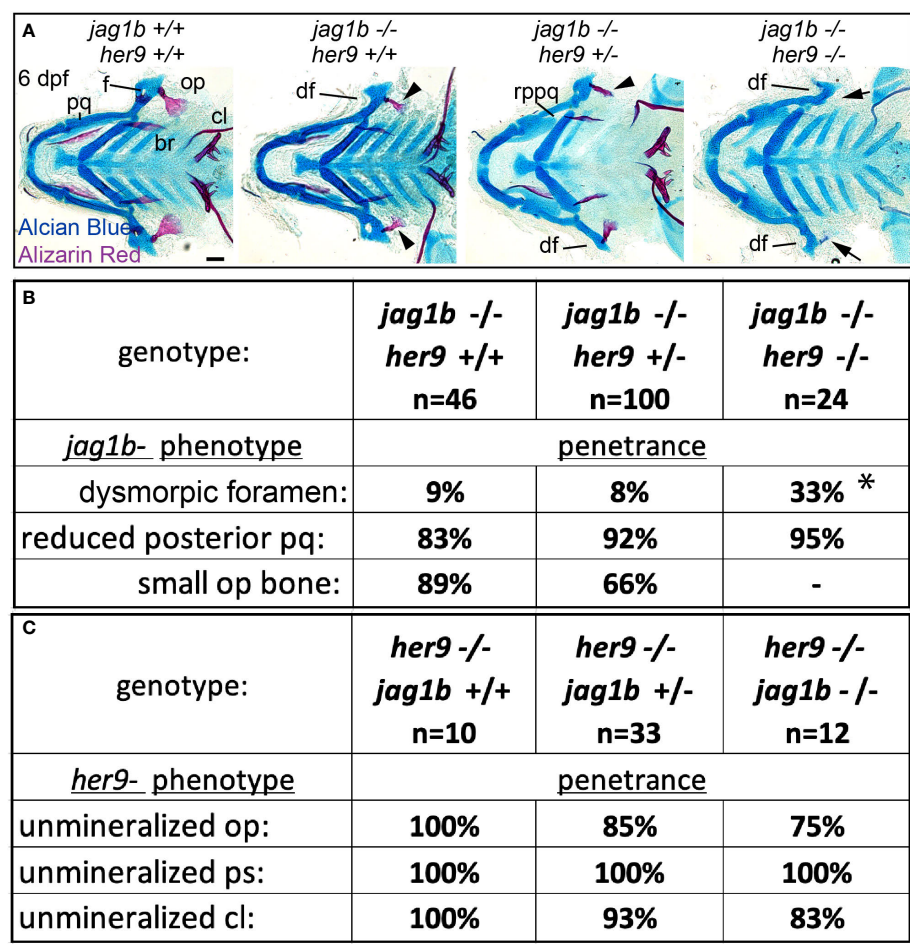 A
jag1b +/+ jag1b -/- jag1b -/- jag1b -/-
her9 +/+ her9 +/+ her9 +/- her9 -/-
6 dpf f op df rppq df
pq cl
br
Alcian Blue
Alizarin Red df df
B
genotype:
jag1b -/-
her9 +/+
n=46
jag1b -/-
her9 +/-
n=100
jag1b -/-
her9 -/-
n=24
jag1b- phenotype penetrance
dysmorpic foramen: 9% 8% 33% *
reduced posterior pq: 83% 92% 95%
small op bone: 89% 66% -
C
genotype:
her9 -/-
jag1b +/+
n=10
her9 -/-
jag1b +/-
n=33
her9 -/-
jag1b - /-
n=12
her9- phenotype penetrance
unmineralized op: 100% 85% 75%
unmineralized ps: 100% 100% 100%
unmineralized cl: 100% 93% 83%